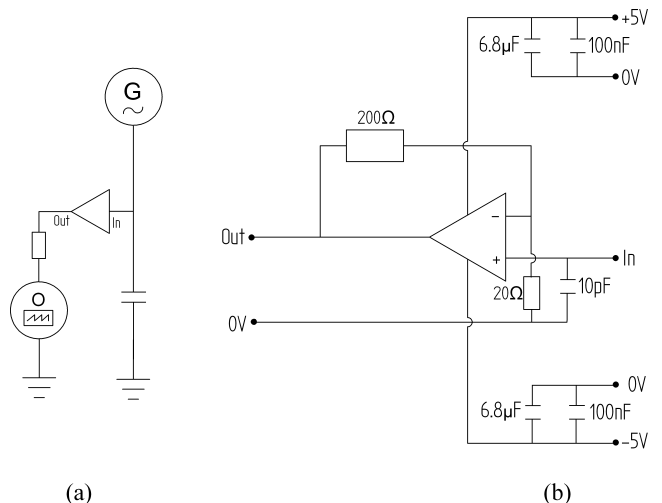 G
Out
In
O
(a)
+5V
6.8µF
100nF
0V
200Ω
Out
−
+
In
20Ω
10pF
0V
0V
6.8µF
100nF
−5V
(b)